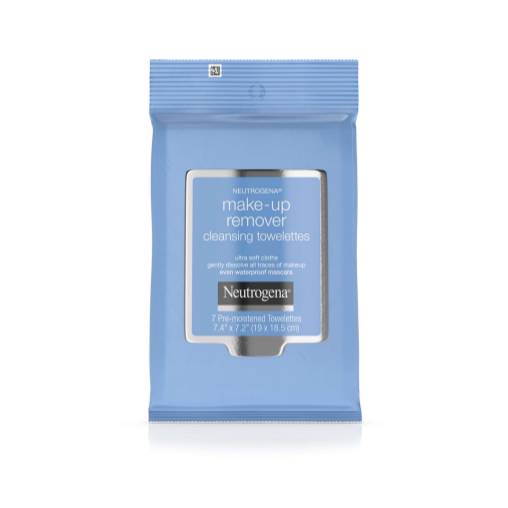 NEUTROGENA®
make-up
remover
cleansing towelettes
ultra soft cloths
gently dissolve all traces of makeup
even waterproof mascara
Neutrogena®
7 Pre-moistened Towelettes
7.4" x 7.2" (19 x 18.5 cm)